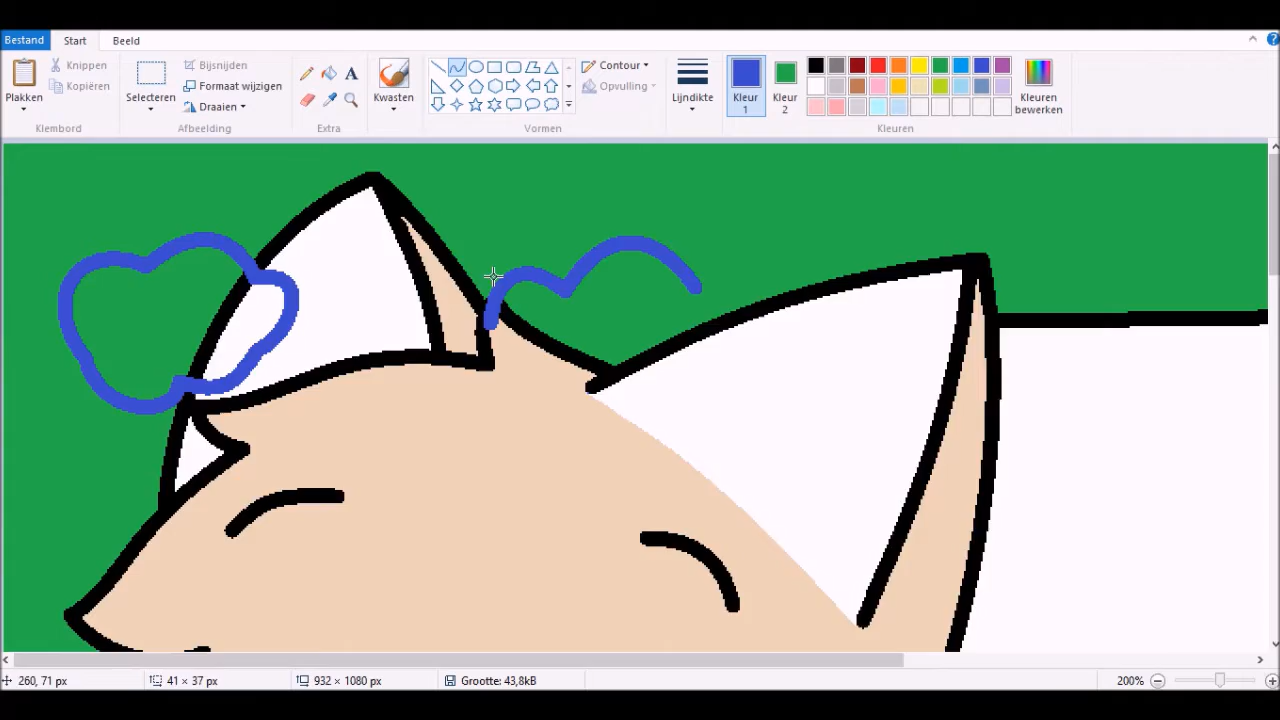 Bestand Start Beeld
Plakken
Knippen
Kopiëren
Klembord
Selecteren
Bijsnijden
Formaat wijzigen
Draaien
Afbeelding
A
Extra
Kwasten
Contour
Opvulling
Vormen
Lijndikte
Kleur 1
Kleur 2
Kleuren bewerken
Kleuren
260, 71 px 41 × 37 px 932 × 1080 px Grootte: 43,8kB 200%